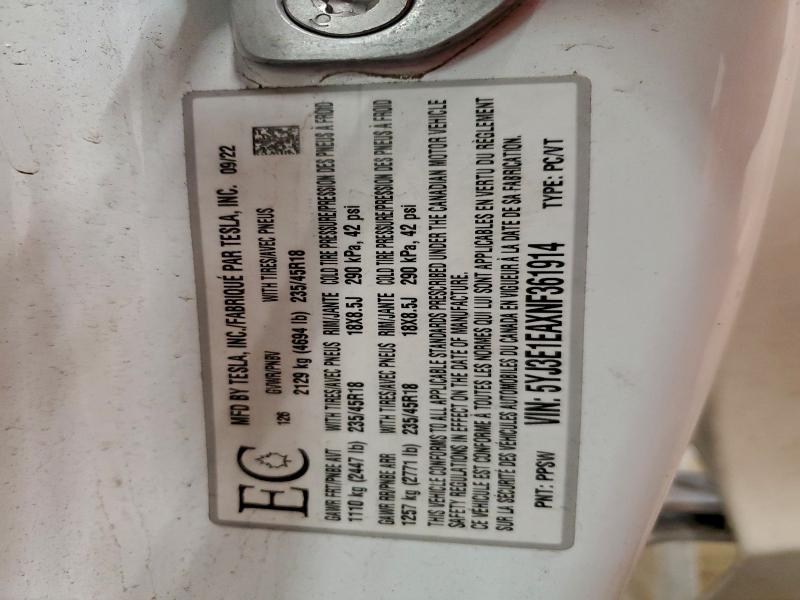 MFD BY TESLA, INC./FABRIQUÉ PAR TESLA, INC. 09/22
EC
126
GVWR/PNBV WITH TIRES/AVEC PNEUS
2129 kg (4694 lb) 235/45R18
GAWR FRT/PNBE AVT WITH TIRES/AVEC PNEUS RIM/JANTE COLD TIRE PRESSURE/PRESSION DES PNEUS À FROID
1110 kg (2447 lb) 235/45R18 18X8.5J 290 kPa, 42 psi
GAWR RR/PNBE ARR WITH TIRES/AVEC PNEUS RIM/JANTE COLD TIRE PRESSURE/PRESSION DES PNEUS À FROID
1257 kg (2771 lb) 235/45R18 18X8.5J 290 kPa, 42 psi
THIS VEHICLE CONFORMS TO ALL APPLICABLE STANDARDS PRESCRIBED UNDER THE CANADIAN MOTOR VEHICLE
SAFETY REGULATIONS IN EFFECT ON THE DATE OF MANUFACTURE.
CE VÉHICULE EST CONFORME À TOUTES LES NORMES QUI LUI SONT APPLICABLES EN VERTU DU RÈGLEMENT
SUR LA SÉCURITÉ DES VÉHICULES AUTOMOBILES DU CANADA EN VIGUEUR À LA DATE DE SA FABRICATION.
PNT: PPSW VIN: 5YJ3E1EAXNF361914 TYPE: PC/VT